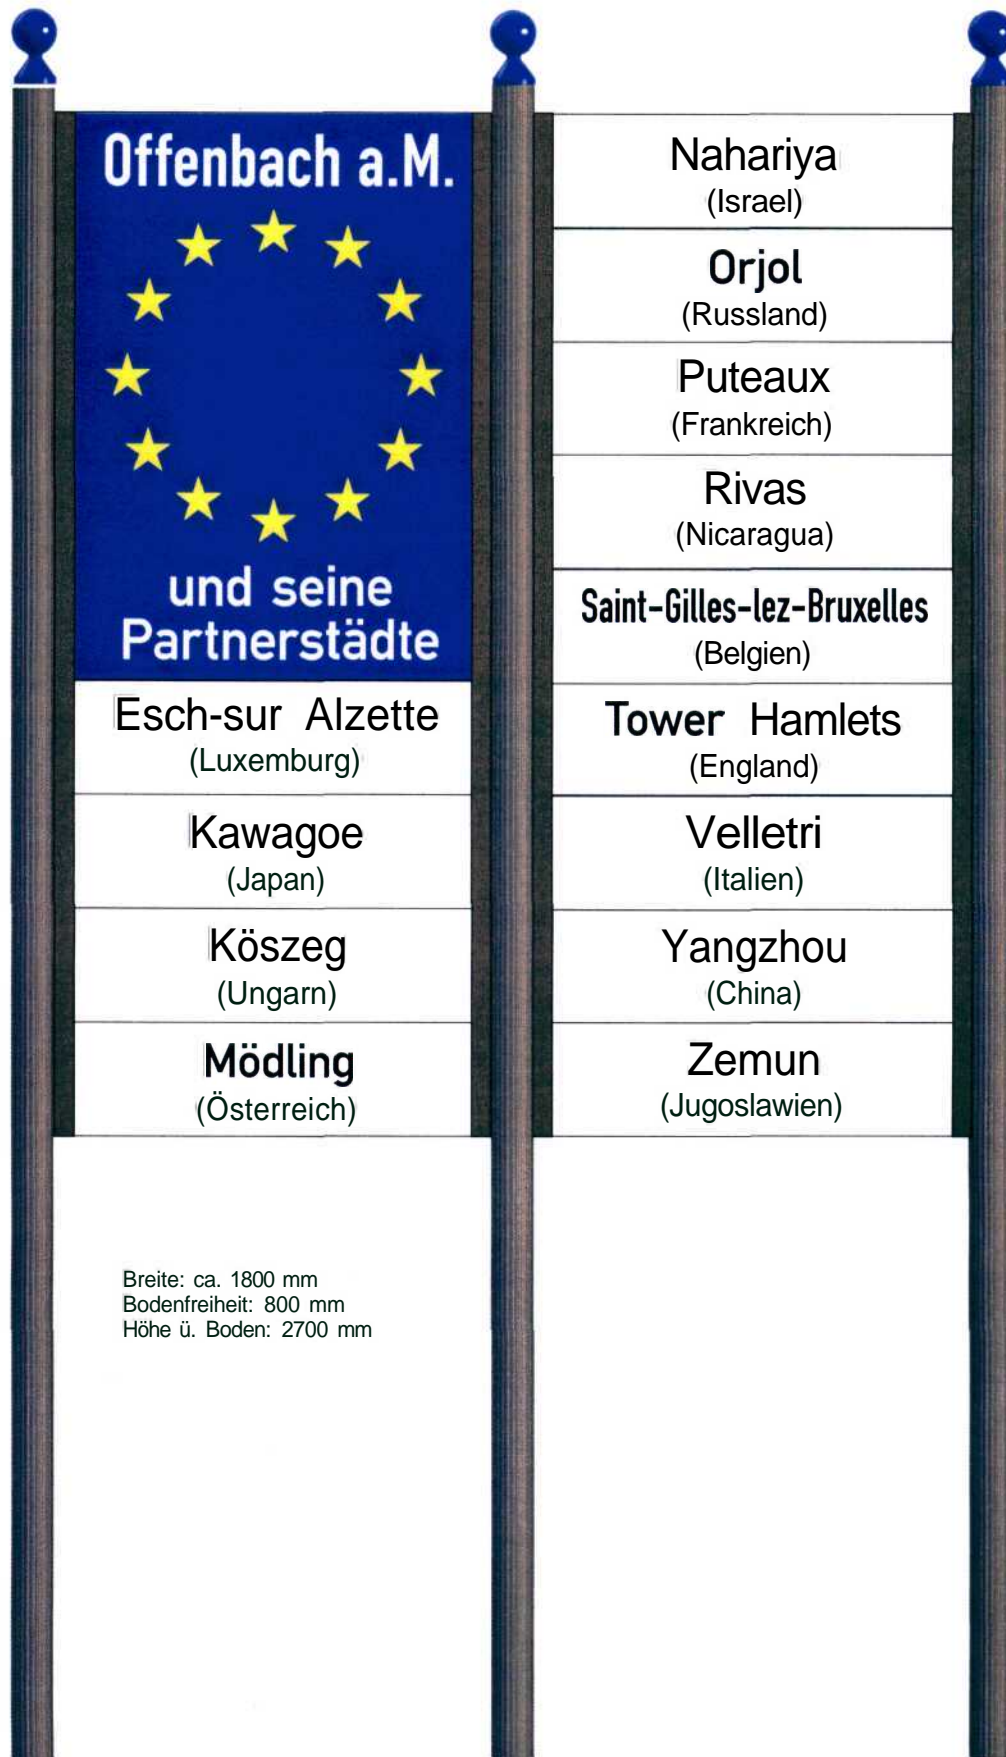 Offenbach a.M.
und seine
Partnerstädte
Esch-sur Alzette
(Luxemburg)
Kawagoe
(Japan)
Köszeg
(Ungarn)
Mödling
(Österreich)
Nahariya
(Israel)
Orjol
(Russland)
Puteaux
(Frankreich)
Rivas
(Nicaragua)
Saint-Gilles-lez-Bruxelles
(Belgien)
Tower Hamlets
(England)
Velletri
(Italien)
Yangzhou
(China)
Zemun
(Jugoslawien)
Breite: ca. 1800 mm
Bodenfreiheit: 800 mm
Höhe ü. Boden: 2700 mm